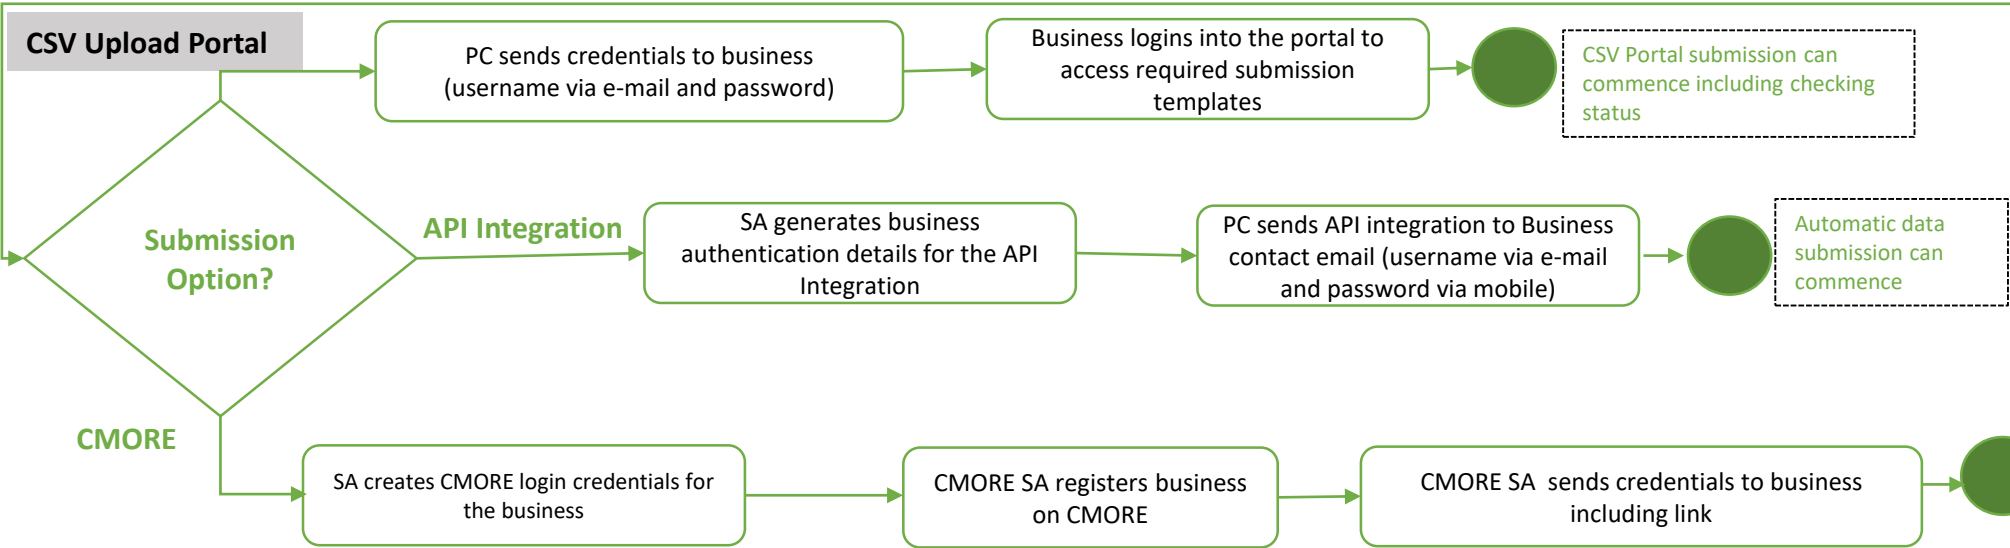 CSV Upload Portal
PC sends credentials to business
(username via e-mail and password)
Business logins into the portal to
access required submission
templates
CSV Portal submission can
commence including checking
status
Submission
Option?
API Integration
SA generates business
authentication details for the API
Integration
PC sends API integration to Business
contact email (username via e-mail
and password via mobile)
Automatic data
submission can
commence
CMORE
SA creates CMORE login credentials for
the business
CMORE SA registers business
on CMORE
CMORE SA  sends credentials to business
including link